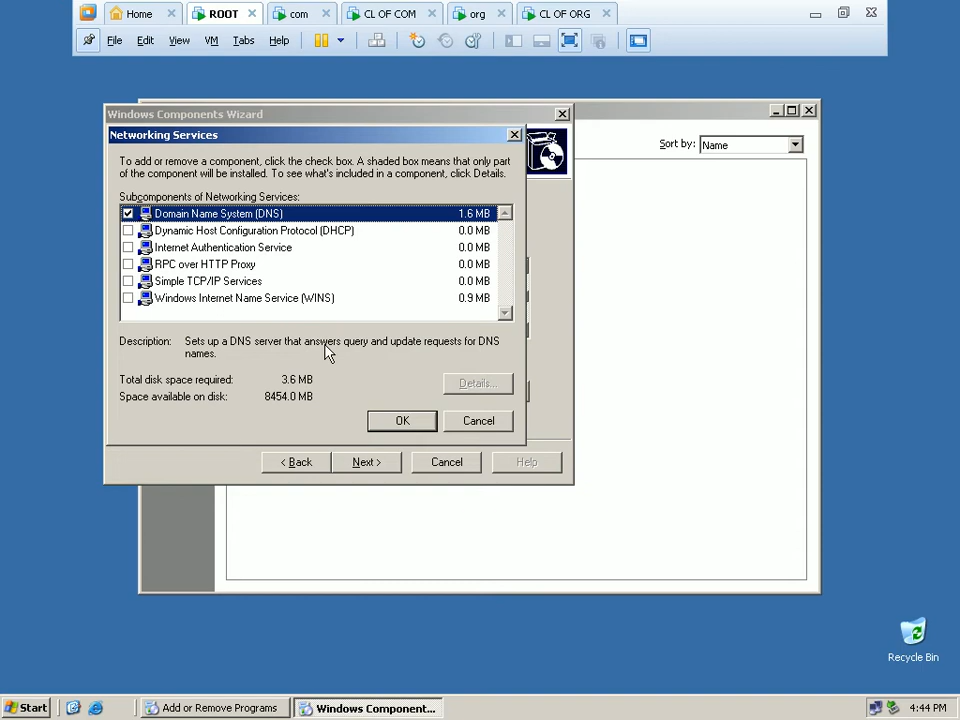 Home
ROOT
com
CL OF COM
org
CL OF ORG
File Edit View VM Tabs Help
Windows Components Wizard
Networking Services
To add or remove a component, click the check box. A shaded box means that only part
of the component will be installed. To see what's included in a component, click Details.
Subcomponents of Networking Services:
Domain Name System (DNS) 1.6 MB
Dynamic Host Configuration Protocol (DHCP) 0.0 MB
Internet Authentication Service 0.0 MB
RPC over HTTP Proxy 0.0 MB
Simple TCP/IP Services 0.0 MB
Windows Internet Name Service (WINS) 0.9 MB
Description: Sets up a DNS server that answers query and update requests for DNS
names.
Total disk space required: 3.6 MB
Space available on disk: 8454.0 MB
Details...
OK
Cancel
< Back
Next >
Cancel
Help
Sort by: Name
Recycle Bin
Start
Add or Remove Programs
Windows Component...
4:44 PM